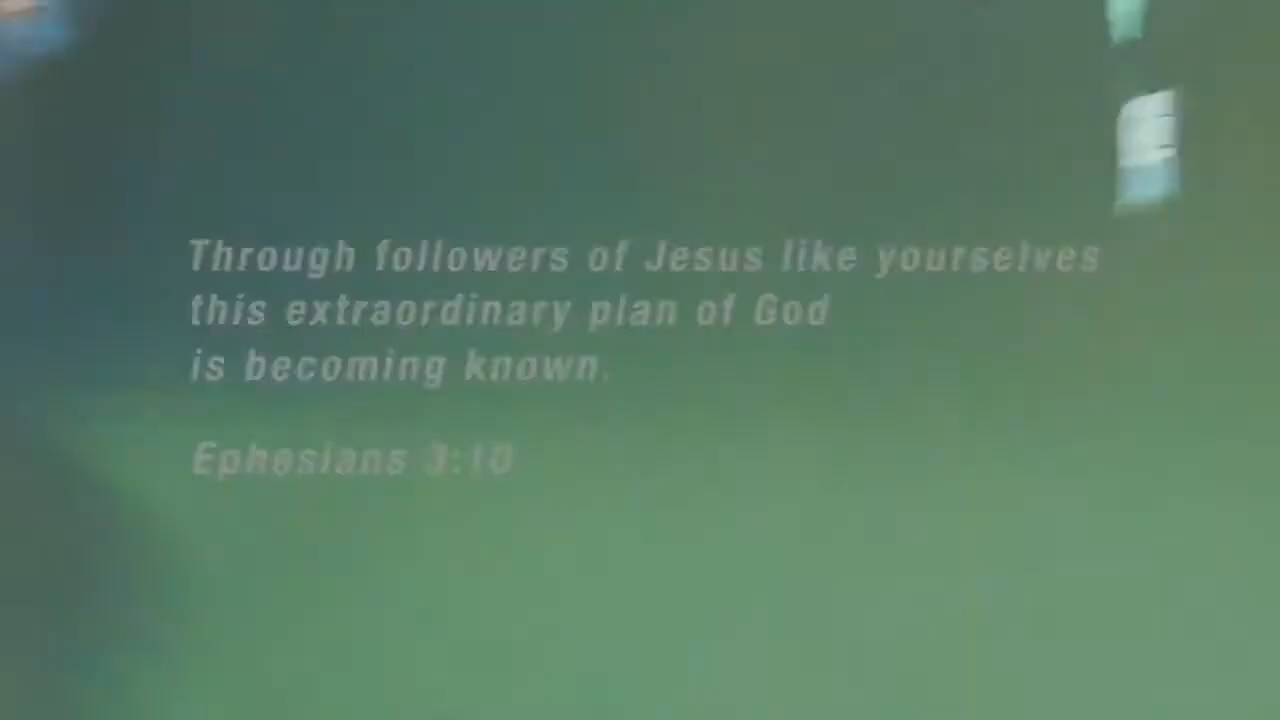 Through followers of Jesus like yourselves
this extraordinary plan of God
is becoming known.
Ephesians 3:10